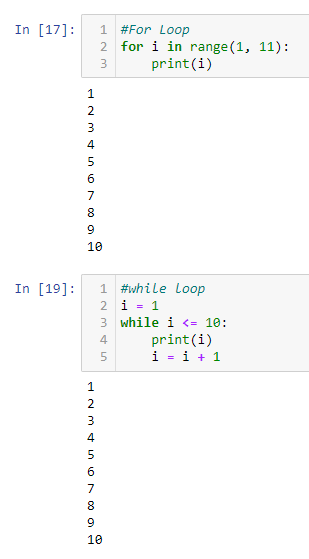 In [17]:
1 #For Loop
2 for i in range(1, 11):
3     print(i)
1
2
3
4
5
6
7
8
9
10
In [19]:
1 #while loop
2 i = 1
3 while i <= 10:
4     print(i)
5     i = i + 1
1
2
3
4
5
6
7
8
9
10